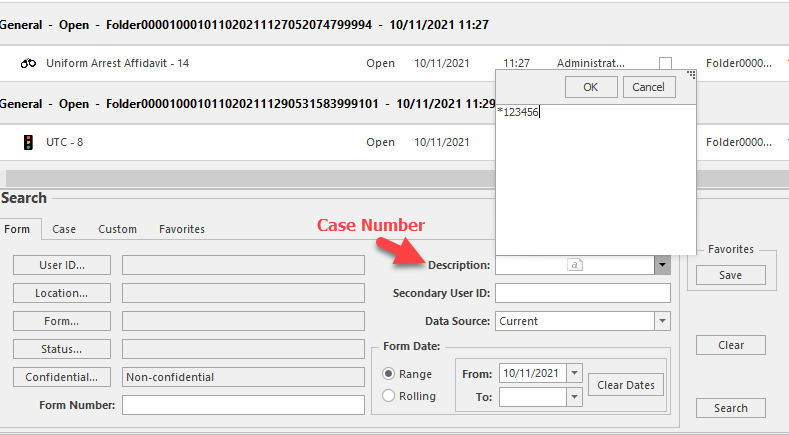 General - Open - Folder0000100010110202111270520747​99994 - 10/11/2021 11:27
Uniform Arrest Affidavit - 14 Open 10/11/2021 11:27 Administrat... Folder0000...
General - Open - Folder0000100010110202111290531583999101 - 10/11/2021 11:29
OK Cancel
*123456
UTC - 8 Open 10/11/2021 Folder0000...
Search
Form Case Custom Favorites
Case Number
User ID... Description: a
Favorites
Save
Location... Secondary User ID:
Form... Data Source: Current
Status... Form Date:
Clear
Confidential... Non-confidential Range From: 10/11/2021 Clear Dates
Form Number: Rolling To:
Search